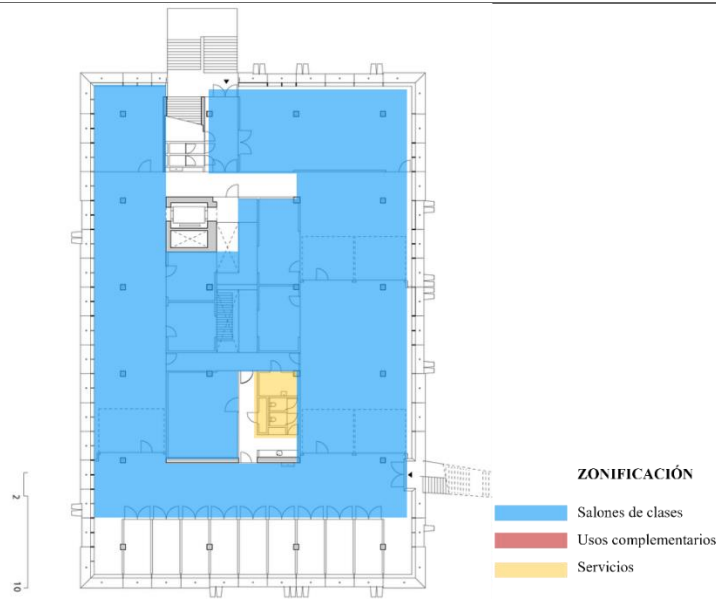 ZONIFICACIÓN
Salones de clases
Usos complementarios
Servicios
2
10